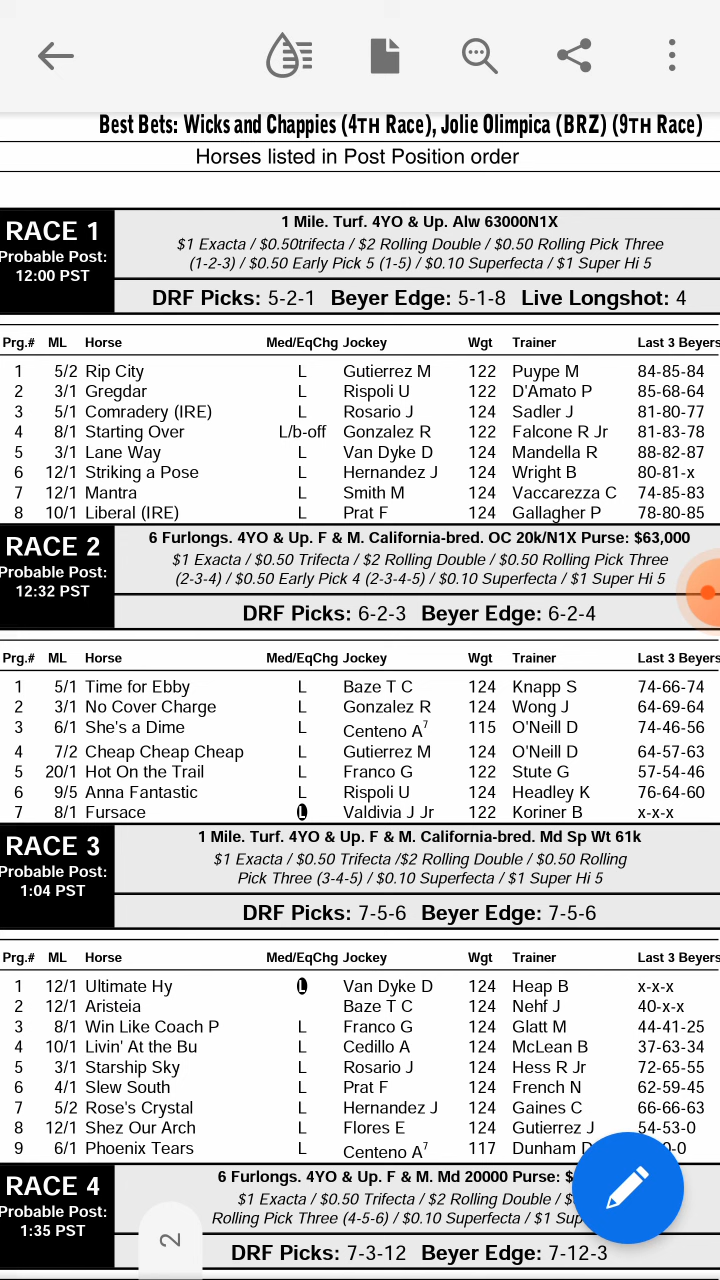 Best Bets: Wicks and Chappies (4TH Race), Jolie Olimpica (BRZ) (9TH Race)
Horses listed in Post Position order
RACE 1
Probable Post:
12:00 PST
1 Mile. Turf. 4YO & Up. Alw 63000N1X
$1 Exacta / $0.50trifecta / $2 Rolling Double / $0.50 Rolling Pick Three
(1-2-3) / $0.50 Early Pick 5 (1-5) / $0.10 Superfecta / $1 Super Hi 5
DRF Picks: 5-2-1 Beyer Edge: 5-1-8 Live Longshot: 4
Prg.# ML Horse Med/EqChg Jockey Wgt Trainer Last 3 Beyers
1 5/2 Rip City L Gutierrez M 122 Puype M 84-85-84
2 3/1 Gregdar L Rispoli U 122 D'Amato P 85-68-64
3 5/1 Comradery (IRE) L Rosario J 124 Sadler J 81-80-77
4 8/1 Starting Over L/b-off Gonzalez R 122 Falcone R Jr 81-83-78
5 3/1 Lane Way L Van Dyke D 124 Mandella R 88-82-87
6 12/1 Striking a Pose L Hernandez J 124 Wright B 80-81-x
7 12/1 Mantra L Smith M 124 Vaccarezza C 74-85-83
8 10/1 Liberal (IRE) L Prat F 124 Gallagher P 78-80-85
RACE 2
Probable Post:
12:32 PST
6 Furlongs. 4YO & Up. F & M. California-bred. OC 20k/N1X Purse: $63,000
$1 Exacta / $0.50 Trifecta / $2 Rolling Double / $0.50 Rolling Pick Three
(2-3-4) / $0.50 Early Pick 4 (2-3-4-5) / $0.10 Superfecta / $1 Super Hi 5
DRF Picks: 6-2-3 Beyer Edge: 6-2-4
Prg.# ML Horse Med/EqChg Jockey Wgt Trainer Last 3 Beyers
1 5/1 Time for Ebby L Baze T C 124 Knapp S 74-66-74
2 3/1 No Cover Charge L Gonzalez R 124 Wong J 64-69-64
3 6/1 She's a Dime L Centeno A7 115 O'Neill D 74-46-56
4 7/2 Cheap Cheap Cheap L Gutierrez M 124 O'Neill D 64-57-63
5 20/1 Hot On the Trail L Franco G 122 Stute G 57-54-46
6 9/5 Anna Fantastic L Rispoli U 124 Headley K 76-64-60
7 8/1 Fursace L Valdivia J Jr 122 Koriner B x-x-x
RACE 3
Probable Post:
1:04 PST
1 Mile. Turf. 4YO & Up. F & M. California-bred. Md Sp Wt 61k
$1 Exacta / $0.50 Trifecta /$2 Rolling Double / $0.50 Rolling
Pick Three (3-4-5) / $0.10 Superfecta / $1 Super Hi 5
DRF Picks: 7-5-6 Beyer Edge: 7-5-6
Prg.# ML Horse Med/EqChg Jockey Wgt Trainer Last 3 Beyers
1 12/1 Ultimate Hy L Van Dyke D 124 Heap B x-x-x
2 12/1 Aristeia Baze T C 124 Nehf J 40-x-x
3 8/1 Win Like Coach P L Franco G 124 Glatt M 44-41-25
4 10/1 Livin' At the Bu L Cedillo A 124 McLean B 37-63-34
5 3/1 Starship Sky L Rosario J 124 Hess R Jr 72-65-55
6 4/1 Slew South L Prat F 124 French N 62-59-45
7 5/2 Rose's Crystal L Hernandez J 124 Gaines C 66-66-63
8 12/1 Shez Our Arch L Flores E 124 Gutierrez J 54-53-0
9 6/1 Phoenix Tears L Centeno A7 117 Dunham
RACE 4
Probable Post:
1:35 PST
6 Furlongs. 4YO & Up. F & M. Md 20000 Purse: $
$1 Exacta / $0.50 Trifecta / $2 Rolling Double / $
Rolling Pick Three (4-5-6) / $0.10 Superfecta / $1
DRF Picks: 7-3-12 Beyer Edge: 7-12-3
2